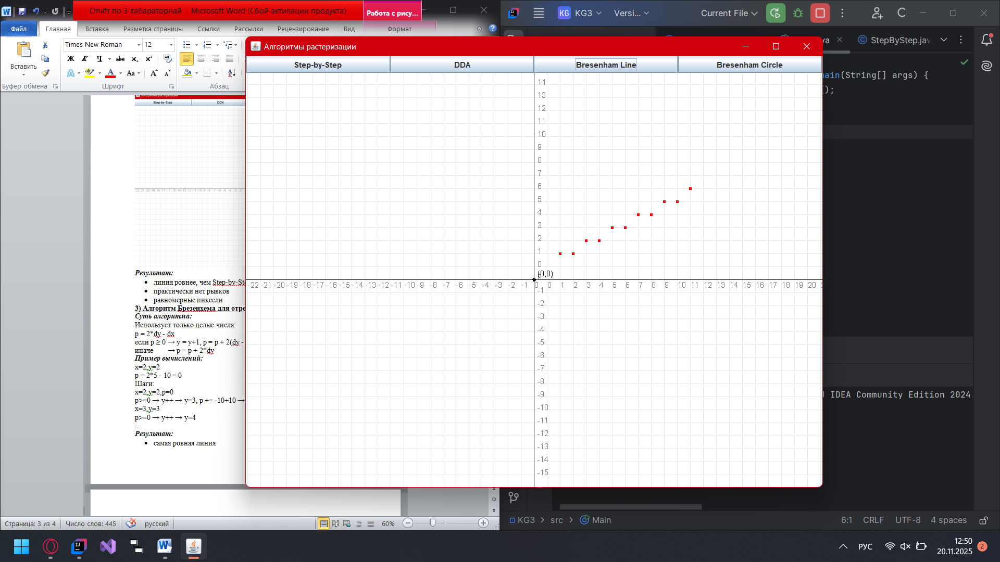 Отчёт по 3 лабараторнай - Microsoft Word (Сбой активации продукта)
Работа с рису...
Файл
Главная
Вставка
Разметка страницы
Ссылки
Рассылки
Рецензирование
Вид
Формат
Вставить
Times New Roman
12
Буфер обмена
Шрифт
Абзац
Step-by-Step
DDA
Результат:
линия ровнее, чем Step-by-Ste
практически нет рывков
равномерные пиксели
3) Алгоритм Брезенхема для отре
Суть алгоритма:
Использует только целые числа:
p = 2*dy - dx
если p ≥ 0 → y = y+1, p = p + 2(dy -
иначе → p = p + 2*dy
Пример вычислений:
x=2,y=2
p = 2*5 - 10 = 0
Шаги:
x=2,y=2,p=0
p>=0 → y++ → y=3, p += -10+10 →
x=3,y=3
p>=0 → y++ → y=4
...
Результат:
самая ровная линия
Страница: 3 из 4
Число слов: 445
русский
60%
Алгоритмы растеризации
Step-by-Step
DDA
Bresenham Line
Bresenham Circle
14
13
12
11
10
9
8
7
6
5
4
3
2
1
0
(0,0)
-22 -21 -20 -19 -18 -17 -16 -15 -14 -13 -12 -11 -10 -9 -8 -7 -6 -5 -4 -3 -2 -1 0 0 1 2 3 4 5 6 7 8 9 10 11 12 13 14 15 16 17 18 19 20
-1
-2
-3
-4
-5
-6
-7
-8
-9
-10
-11
-12
-13
-14
-15
KG
KG3
Versi...
Current File
va
StepByStep.jav
main(String[] args) {
);
IDEA Community Edition 2024.
KG3 > src > Main
6:1
CRLF
UTF-8
4 spaces
РУС
12:50
20.11.2025
2